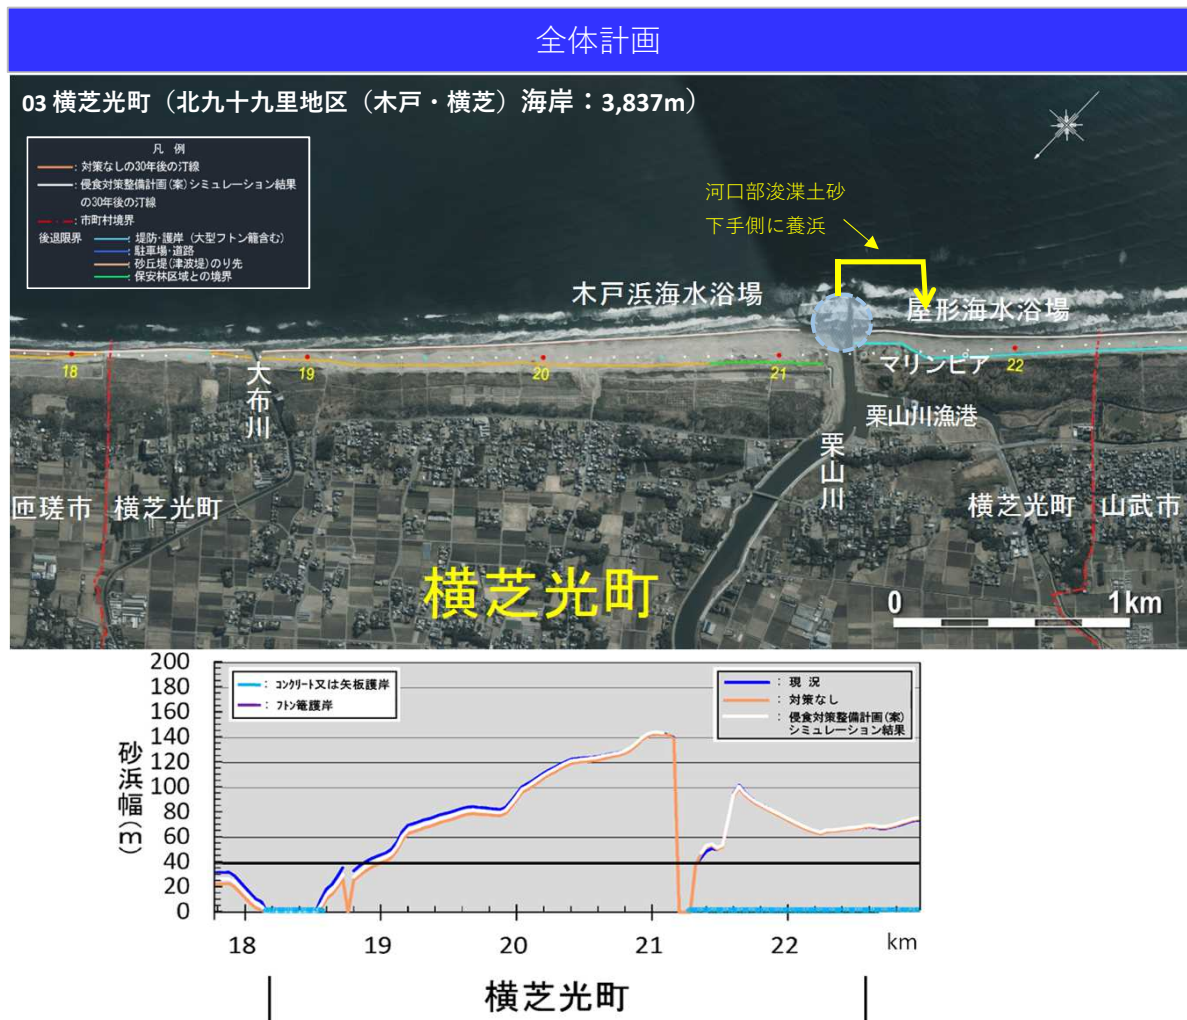 全体計画
03 横芝光町（北九十九里地区（木戸・横芝）海岸：3,837m）
凡 例
：対策なしの30年後の汀線
：侵食対策整備計画(案)シミュレーション結果
の30年後の汀線
：市町村境界
後退限界 ：堤防・護岸（大型フトン籠含む）
：駐車場・道路
：砂丘堤(津波堤)のり先
：保安林区域との境界
河口部浚渫土砂
下手側に養浜
木戸浜海水浴場
屋形海水浴場
マリンピア
18
19
20
21
22
大布川
栗山川
栗山川漁港
匝瑳市
横芝光町
横芝光町
山武市
横芝光町
0 1km
砂浜幅(m)
200
180
160
140
120
100
80
60
40
20
0
：コンクリート又は矢板護岸
：フトン篭護岸
：現 況
：対策なし
：侵食対策整備計画(案)
シミュレーション結果
18 19 20 21 22 km
横芝光町